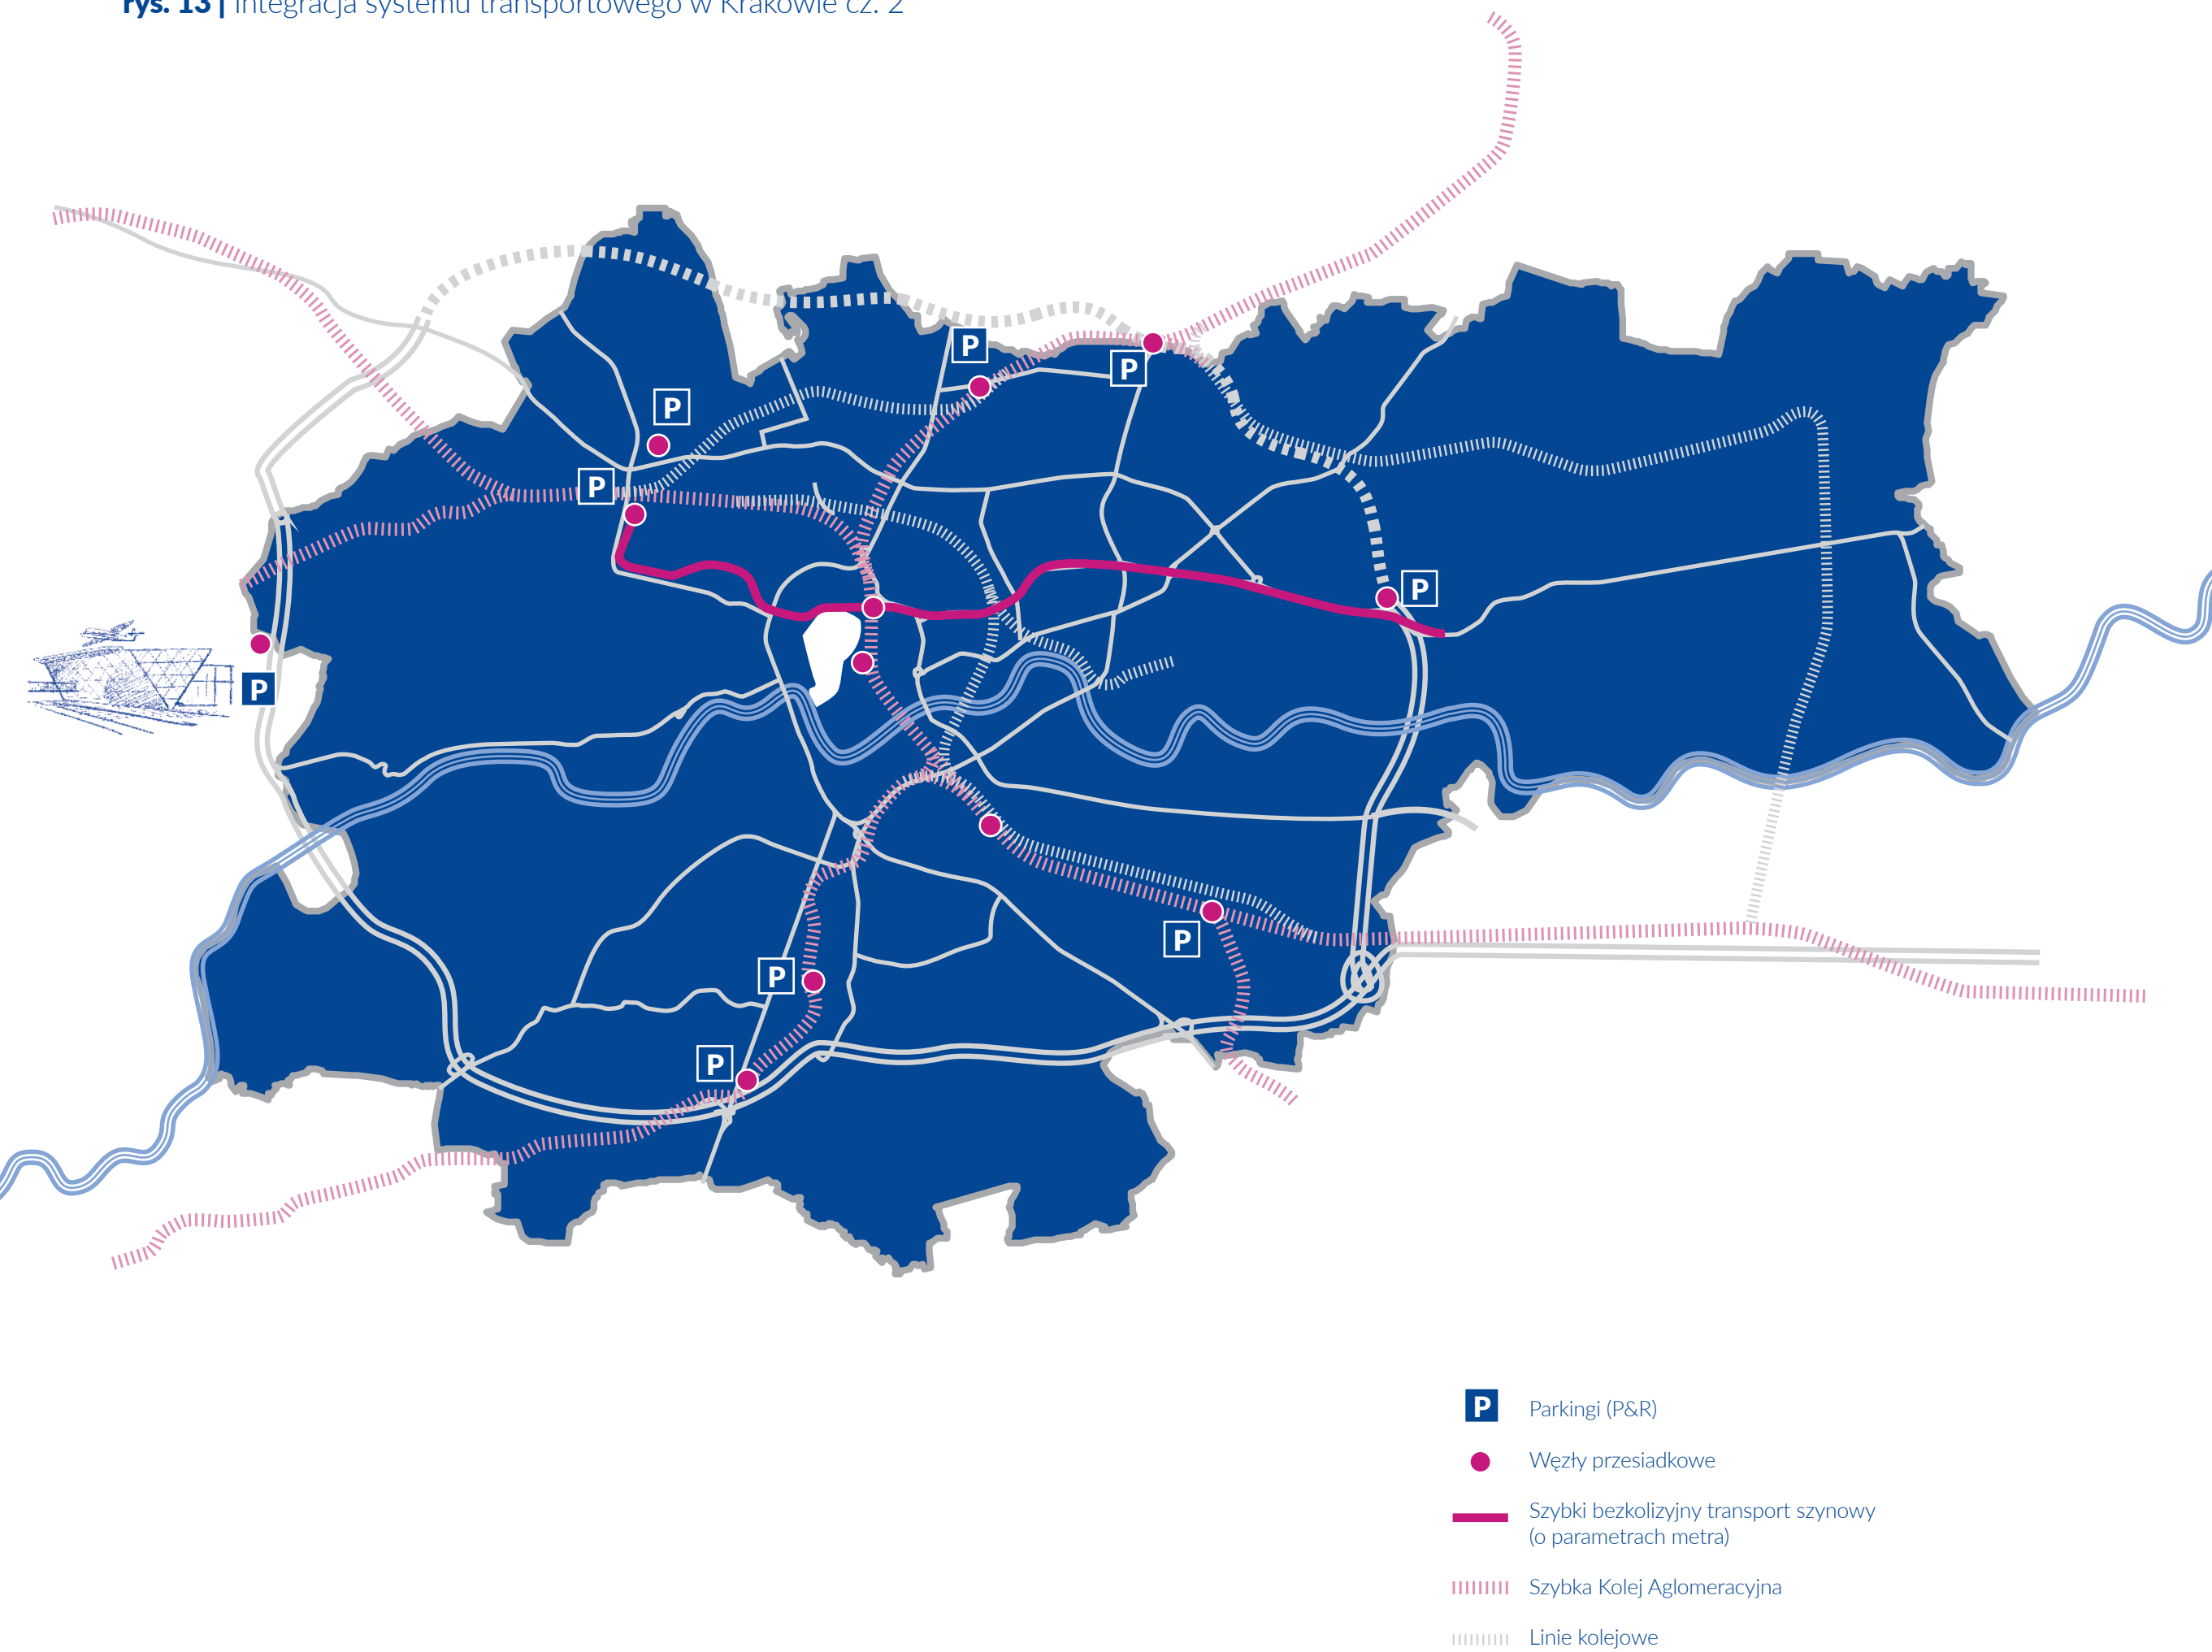 rys. 13 | Integracja systemu transportowego w Krakowie cz. 2
P
P
P
P
P
P
P
P
P
P
Parkingi (P&R)
Węzły przesiadkowe
Szybki bezkolizyjny transport szynowy
(o parametrach metra)
Szybka Kolej Aglomeracyjna
Linie kolejowe